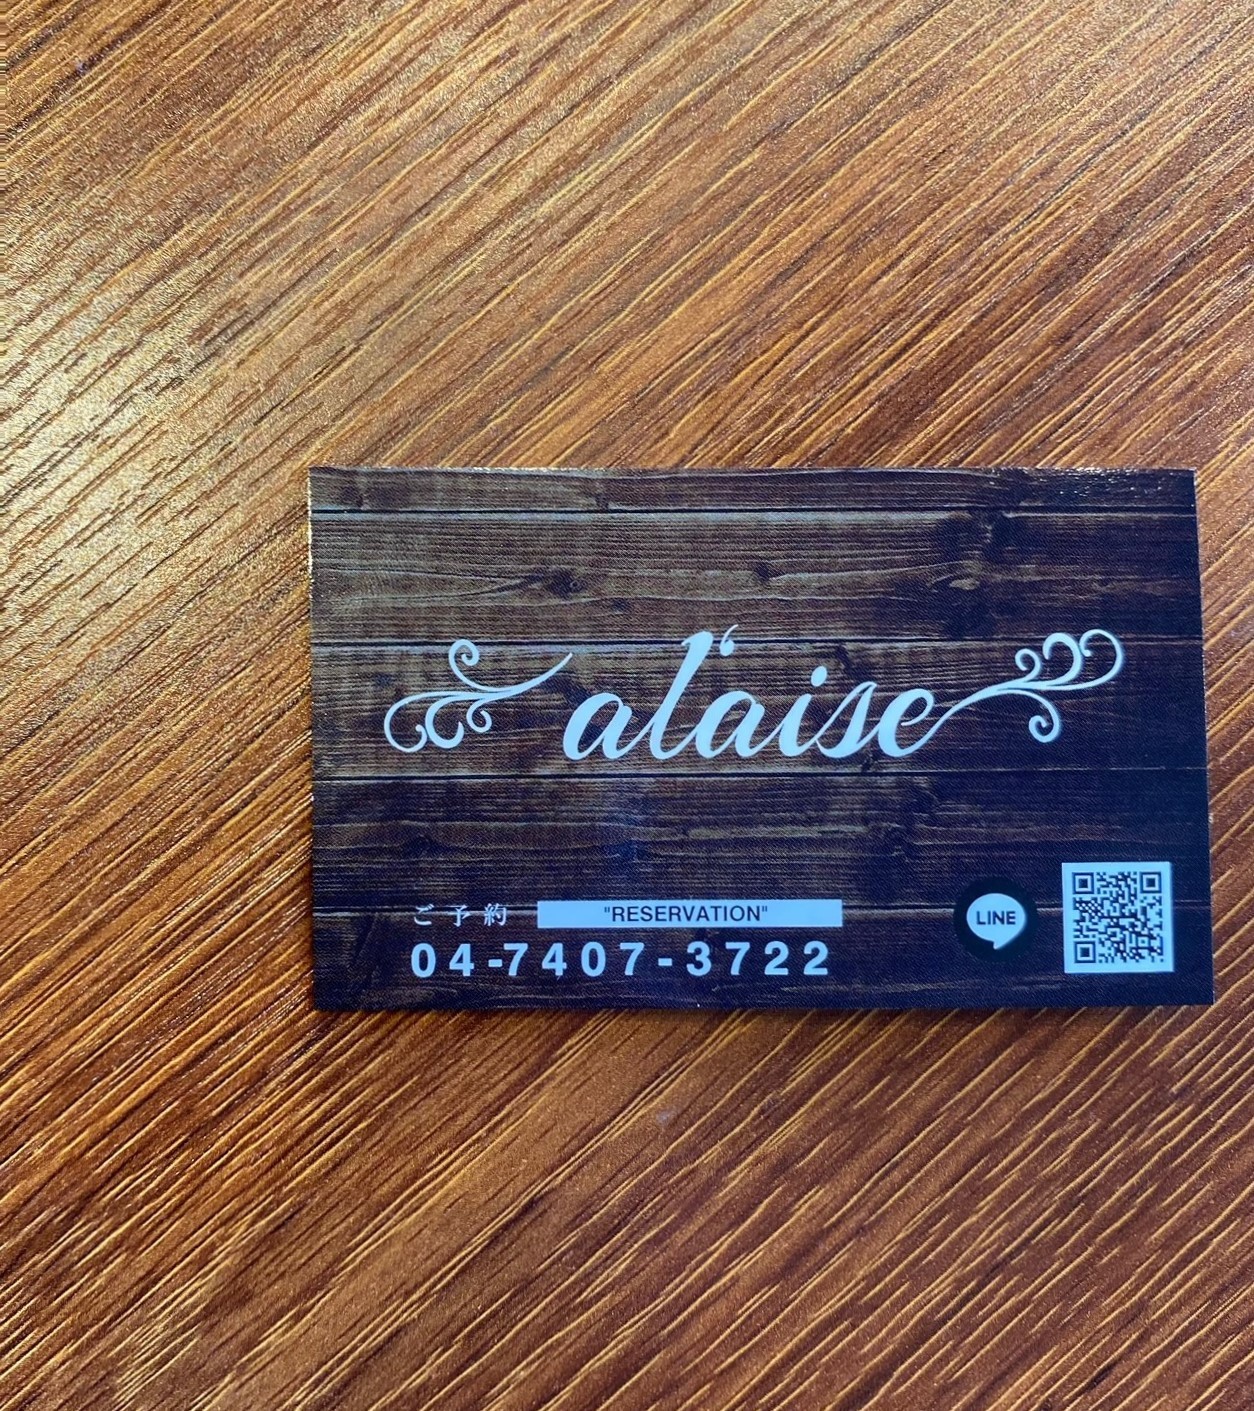 al'aise
ご予約 "RESERVATION"
04-7407-3722
LINE